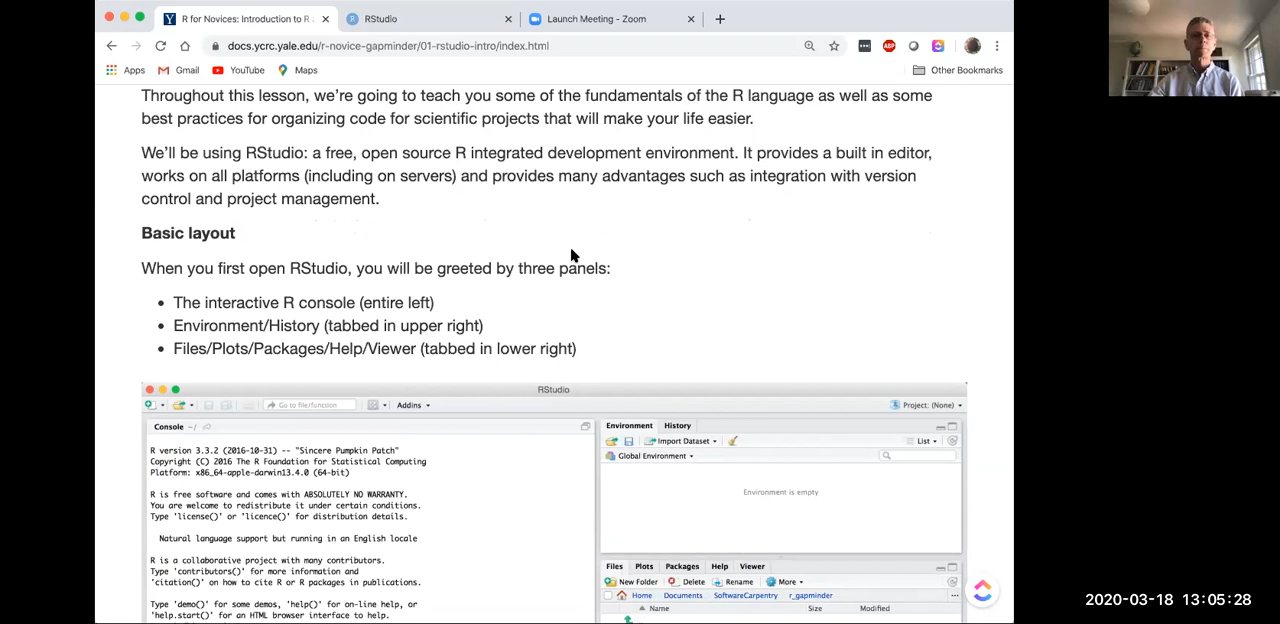 R for Novices: Introduction to R
RStudio
Launch Meeting - Zoom
docs.ycrc.yale.edu/r-novice-gapminder/01-rstudio-intro/index.html
ABP
Apps
Gmail
YouTube
Maps
Other Bookmarks
Throughout this lesson, we're going to teach you some of the fundamentals of the R language as well as some
best practices for organizing code for scientific projects that will make your life easier.
We'll be using RStudio: a free, open source R integrated development environment. It provides a built in editor,
works on all platforms (including on servers) and provides many advantages such as integration with version
control and project management.
Basic layout
When you first open RStudio, you will be greeted by three panels:
• The interactive R console (entire left)
• Environment/History (tabbed in upper right)
• Files/Plots/Packages/Help/Viewer (tabbed in lower right)
RStudio
Go to file/function
Addins
Project: (None)
Console ~/
R version 3.3.2 (2016-10-31) -- "Sincere Pumpkin Patch"
Copyright (C) 2016 The R Foundation for Statistical Computing
Platform: x86_64-apple-darwin13.4.0 (64-bit)
R is free software and comes with ABSOLUTELY NO WARRANTY.
You are welcome to redistribute it under certain conditions.
Type 'license()' or 'licence()' for distribution details.
Natural language support but running in an English locale
R is a collaborative project with many contributors.
Type 'contributors()' for more information and
'citation()' on how to cite R or R packages in publications.
Type 'demo()' for some demos, 'help()' for on-line help, or
'help.start()' for an HTML browser interface to help.
Environment History
Import Dataset
List
Global Environment
Environment is empty
Files Plots Packages Help Viewer
New Folder Delete Rename More
Home Documents SoftwareCarpentry r_gapminder
Name Size Modified
2020-03-18 13:05:28